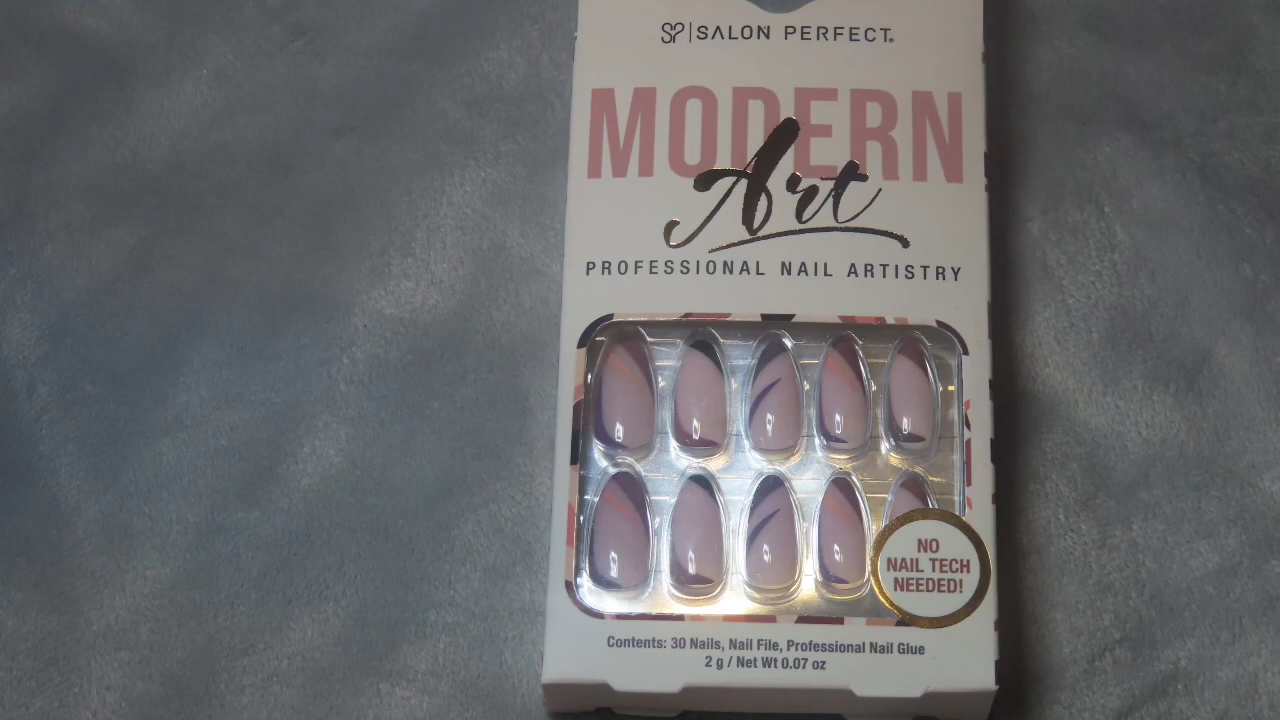 SP|SALON PERFECT®
MODERN
Art
PROFESSIONAL NAIL ARTISTRY
NO
NAIL TECH
NEEDED!
Contents: 30 Nails, Nail File, Professional Nail Glue
2 g / Net Wt 0.07 oz